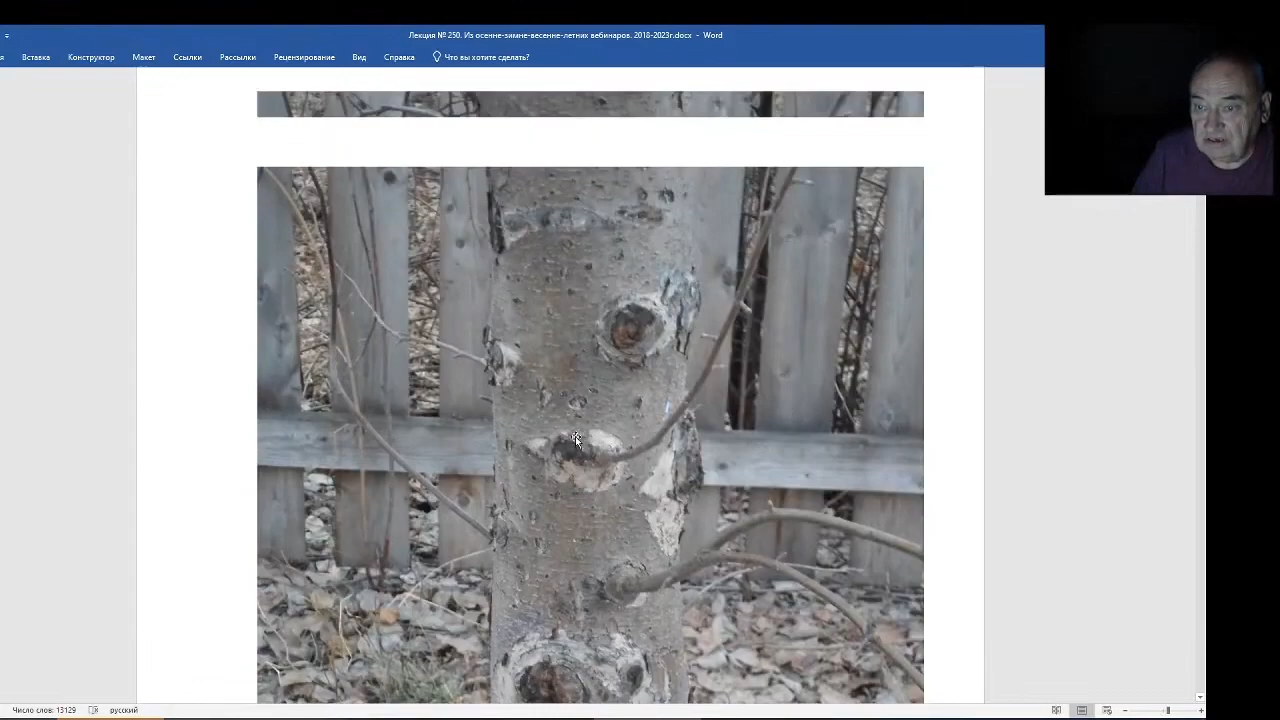 Лекция № 250. Из осенне-зимне-весенне-летних вебинаров. 2018-2023г.docx - Word
я Вставка Конструктор Макет Ссылки Рассылки Рецензирование Вид Справка Что вы хотите сделать?
Число слов: 13129 русский